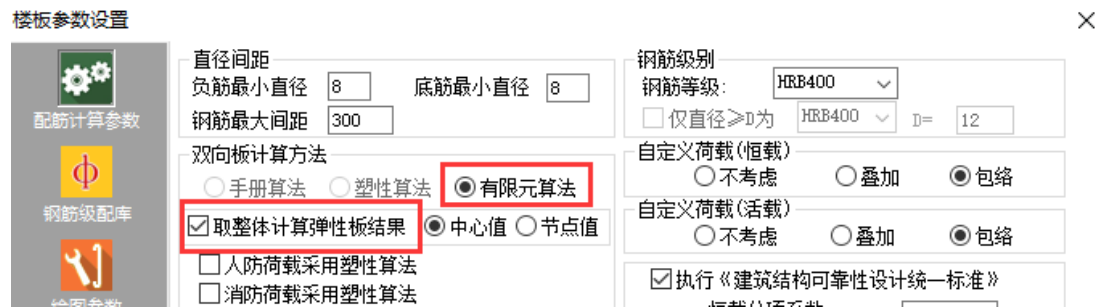 楼板参数设置
配筋计算参数
钢筋级配库
直径间距
负筋最小直径 8 底筋最小直径 8
钢筋最大间距 300
双向板计算方法
手册算法 塑性算法 有限元算法
取整体计算弹性板结果 中心值 节点值
人防荷载采用塑性算法
消防荷载采用塑性算法
钢筋级别
钢筋等级: HRB400
仅直径≥D为 HRB400 D= 12
自定义荷载(恒载)
不考虑 叠加 包络
自定义荷载(活载)
不考虑 叠加 包络
执行《建筑结构可靠性设计统一标准》